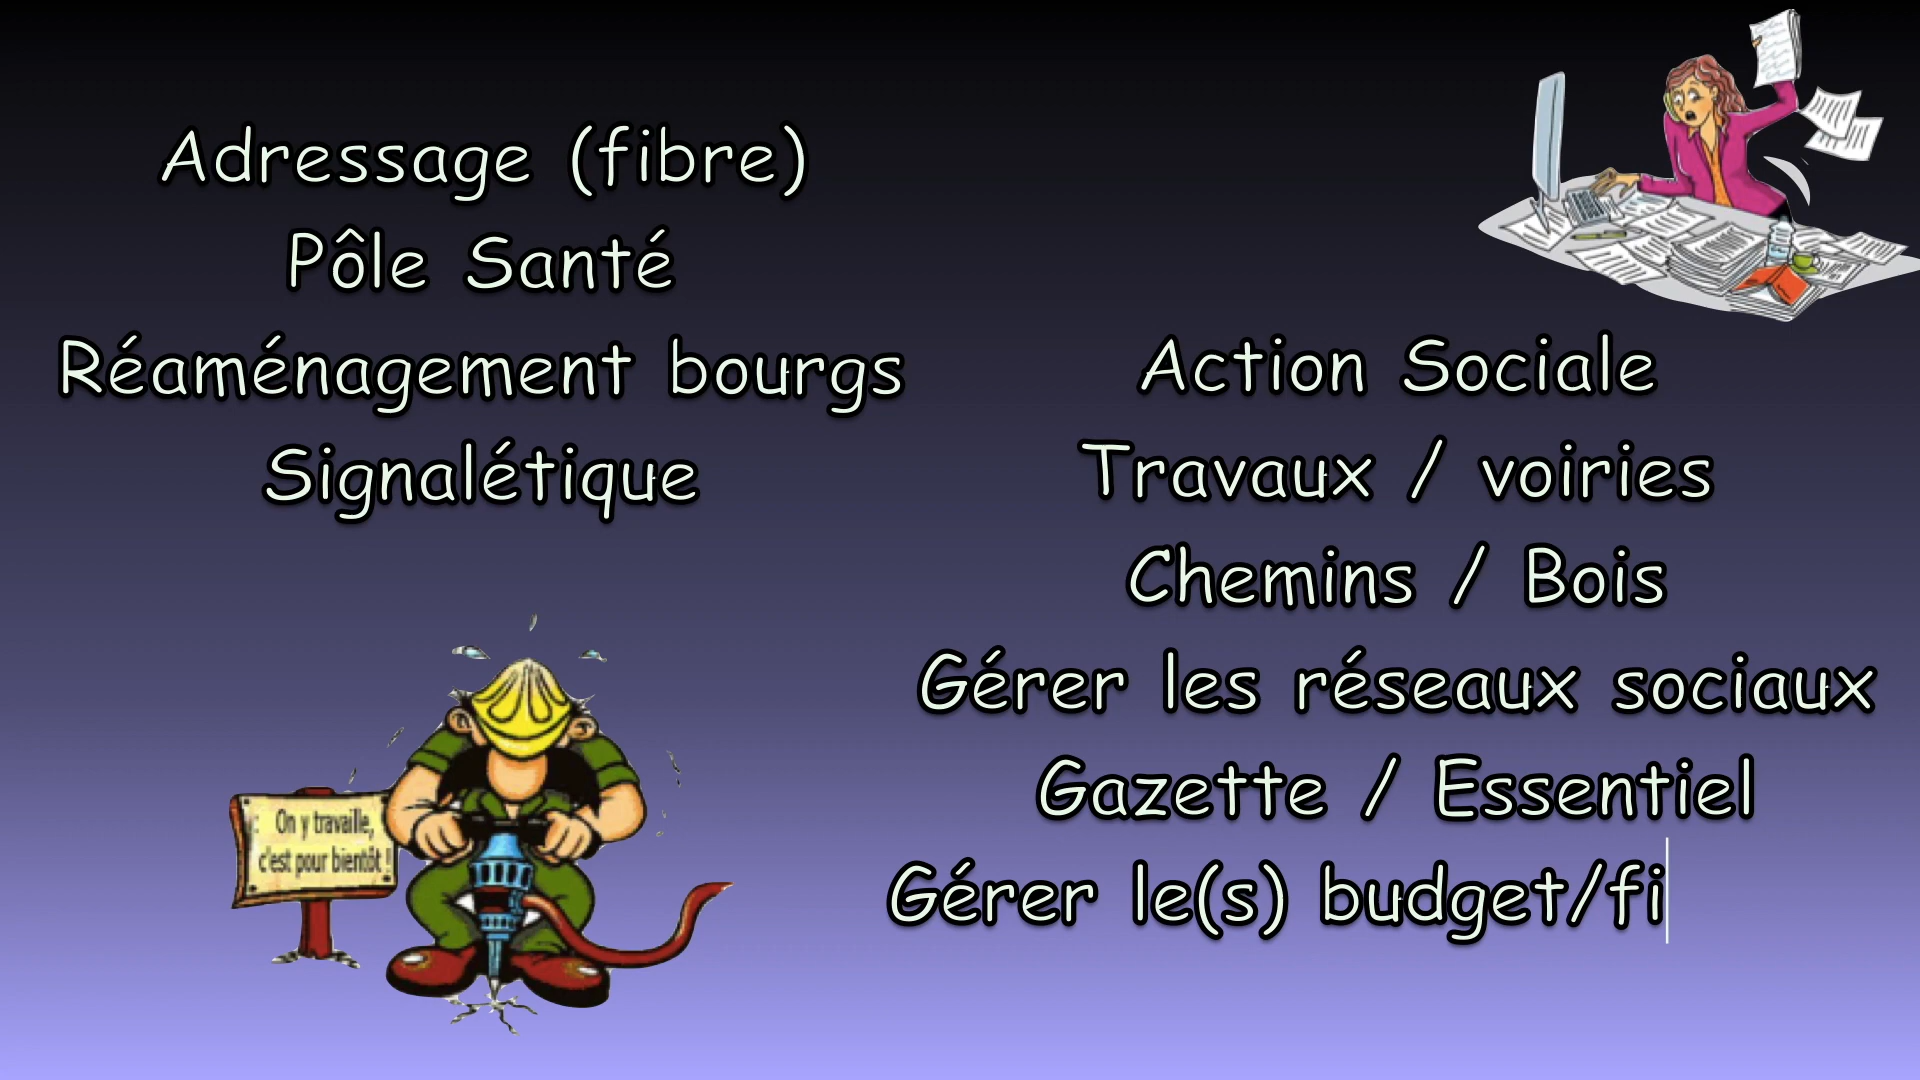 Adressage (fibre)
Pôle Santé
Réaménagement bourgs
Signalétique
On y travaille,
c'est pour bientôt !
Action Sociale
Travaux / voiries
Chemins / Bois
Gérer les réseaux sociaux
Gazette / Essentiel
Gérer le(s) budget/fi